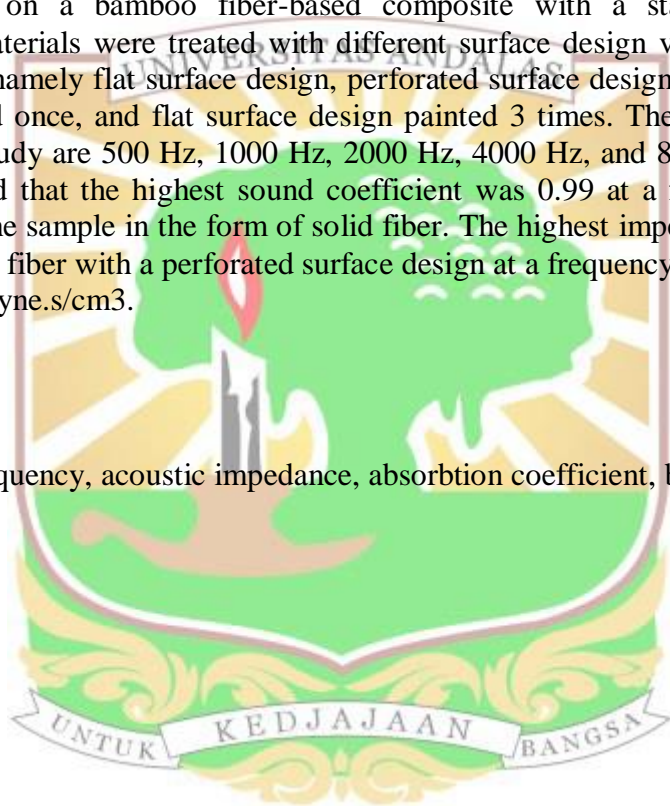 on a bamboo fiber-based composite with a st
aterials were treated with different surface design v
UNIVERSITAS ANDALAS
namely flat surface design, perforated surface design
d once, and flat surface design painted 3 times. The
udy are 500 Hz, 1000 Hz, 2000 Hz, 4000 Hz, and 8
d that the highest sound coefficient was 0.99 at a
ne sample in the form of solid fiber. The highest impe
fiber with a perforated surface design at a frequency
yne.s/cm3.
quency, acoustic impedance, absorbtion coefficient, b
UNTUK KEDJAJAAN BANGSA